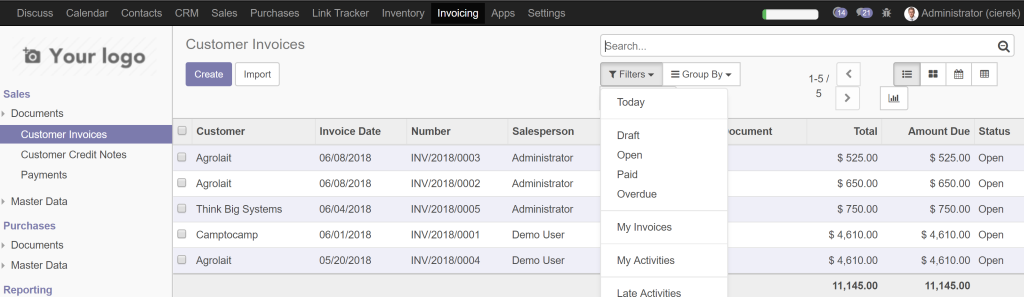 Discuss Calendar Contacts CRM Sales Purchases Link Tracker Inventory Invoicing Apps Settings 14 21 Administrator (cierek)
Your logo
Customer Invoices
Search...
Create Import
Filters Group By
1-5 / 5
Sales
Documents
Customer Invoices
Customer Credit Notes
Payments
Master Data
Purchases
Documents
Master Data
Reporting
Today
Draft
Open
Paid
Overdue
My Invoices
My Activities
Late Activities
Customer Invoice Date Number Salesperson ocument Total Amount Due Status
Agrolait 06/08/2018 INV/2018/0003 Administrator $ 525.00 $ 525.00 Open
Agrolait 06/08/2018 INV/2018/0002 Administrator $ 650.00 $ 650.00 Open
Think Big Systems 06/04/2018 INV/2018/0005 Administrator $ 750.00 $ 750.00 Open
Camptocamp 06/01/2018 INV/2018/0001 Demo User $ 4,610.00 $ 4,610.00 Open
Agrolait 05/20/2018 INV/2018/0004 Demo User $ 4,610.00 $ 4,610.00 Open
11,145.00 11,145.00